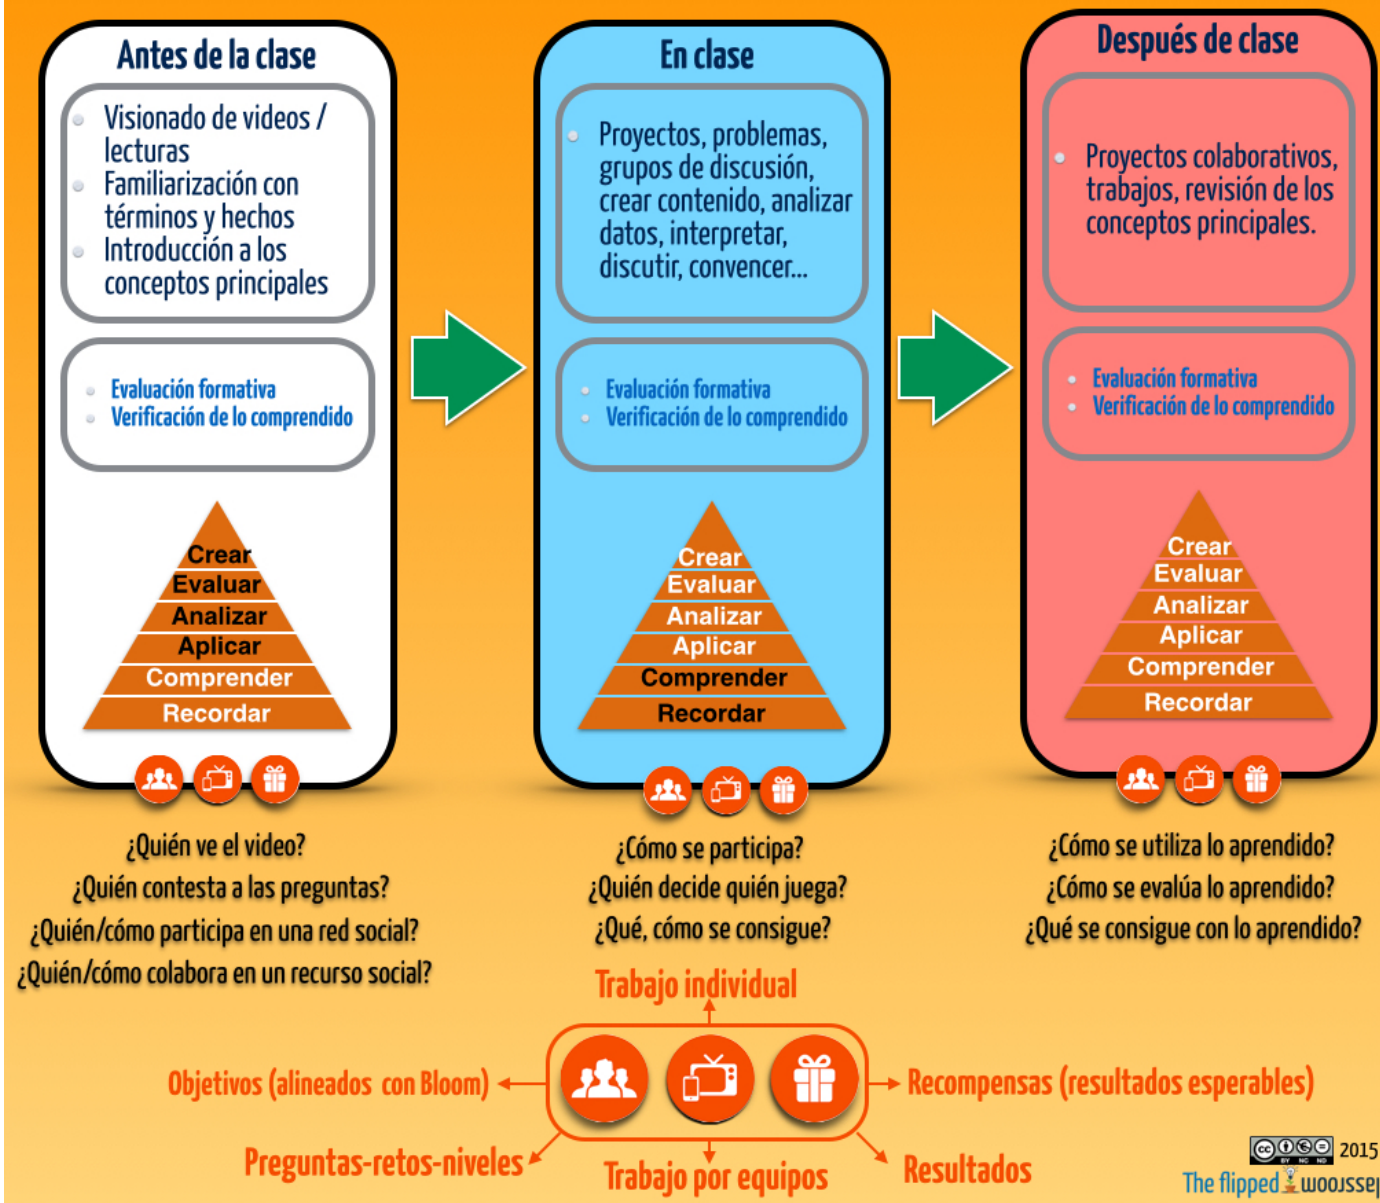 Antes de la clase
Visionado de videos /
lecturas
Familiarización con
términos y hechos
Introducción a los
conceptos principales
Evaluación formativa
Verificación de lo comprendido
Crear
Evaluar
Analizar
Aplicar
Comprender
Recordar
¿Quién ve el video?
¿Quién contesta a las preguntas?
¿Quién/cómo participa en una red social?
¿Quién/cómo colabora en un recurso social?
En clase
Proyectos, problemas,
grupos de discusión,
crear contenido, analizar
datos, interpretar,
discutir, convencer...
Evaluación formativa
Verificación de lo comprendido
Crear
Evaluar
Analizar
Aplicar
Comprender
Recordar
¿Cómo se participa?
¿Quién decide quién juega?
¿Qué, cómo se consigue?
Después de clase
Proyectos colaborativos,
trabajos, revisión de los
conceptos principales.
Evaluación formativa
Verificación de lo comprendido
Crear
Evaluar
Analizar
Aplicar
Comprender
Recordar
¿Cómo se utiliza lo aprendido?
¿Cómo se evalúa lo aprendido?
¿Qué se consigue con lo aprendido?
Trabajo individual
Objetivos (alineados con Bloom)
Recompensas (resultados esperables)
Preguntas-retos-niveles
Trabajo por equipos
Resultados
cc BY NC ND 2015
The flipped